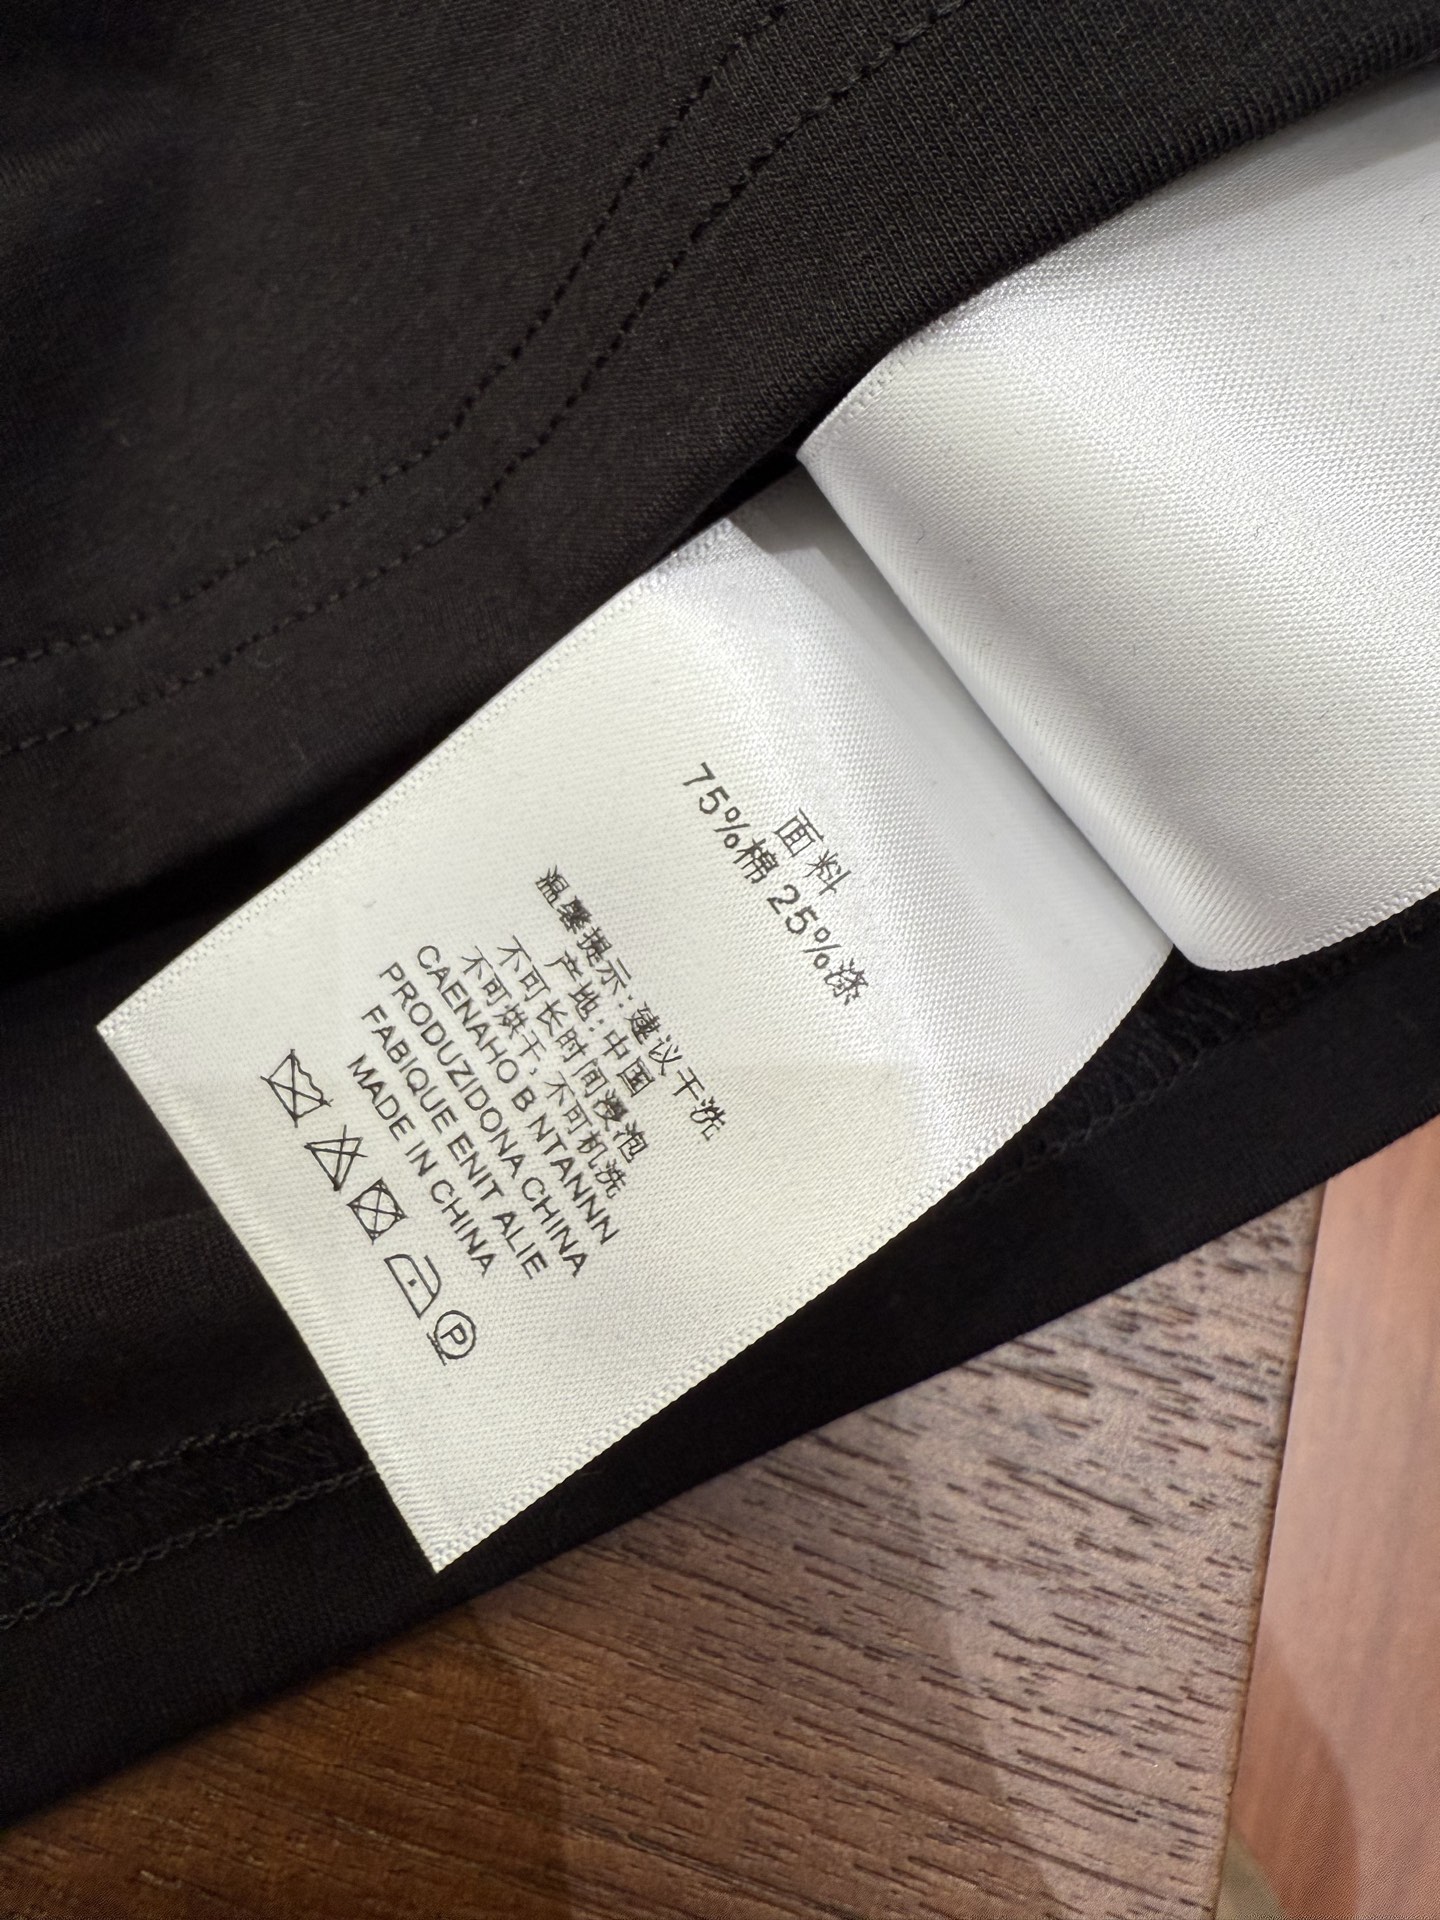 面料
75%棉 25%涤
温馨提示:建议干洗
产地:中国
不可长时间浸泡
不可烘干,不可机洗
CAENAHO B NTANNN
PRODUZIDONA CHINA
FABIQUE ENIT ALIE
MADE IN CHINA
P